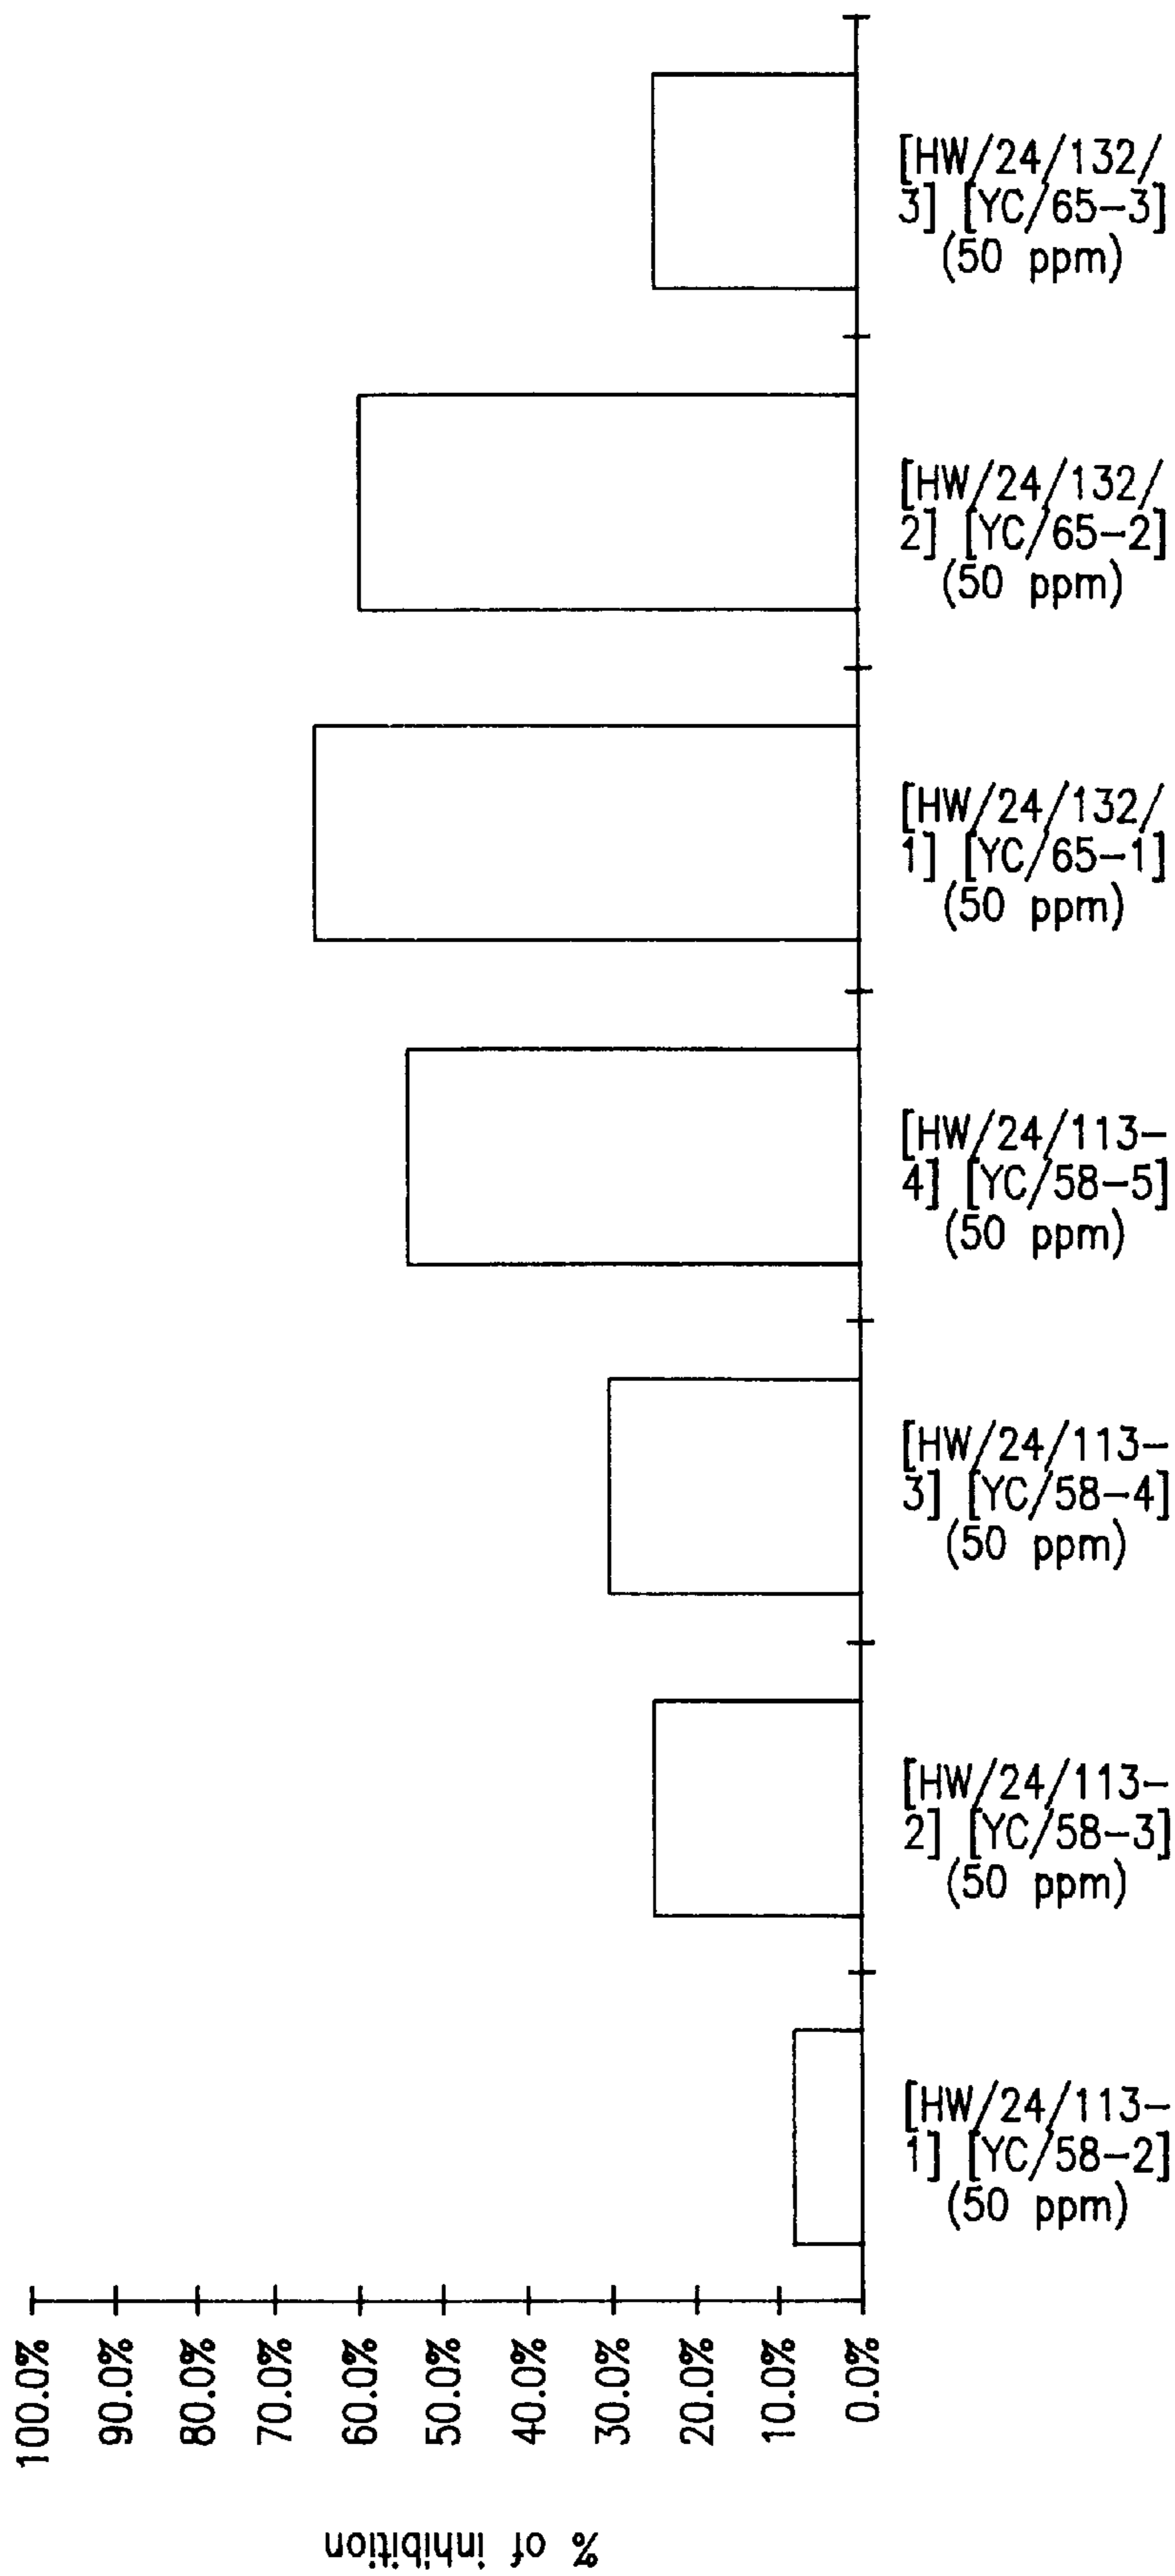 % of inhibition
100.0%
90.0%
80.0%
70.0%
60.0%
50.0%
40.0%
30.0%
20.0%
10.0%
0.0%
[HW/24/113-
1] [YC/58-2]
(50 ppm)
[HW/24/113-
2] [YC/58-3]
(50 ppm)
[HW/24/113-
3] [YC/58-4]
(50 ppm)
[HW/24/113-
4] [YC/58-5]
(50 ppm)
[HW/24/132/
1] [YC/65-1]
(50 ppm)
[HW/24/132/
2] [YC/65-2]
(50 ppm)
[HW/24/132/
3] [YC/65-3]
(50 ppm)